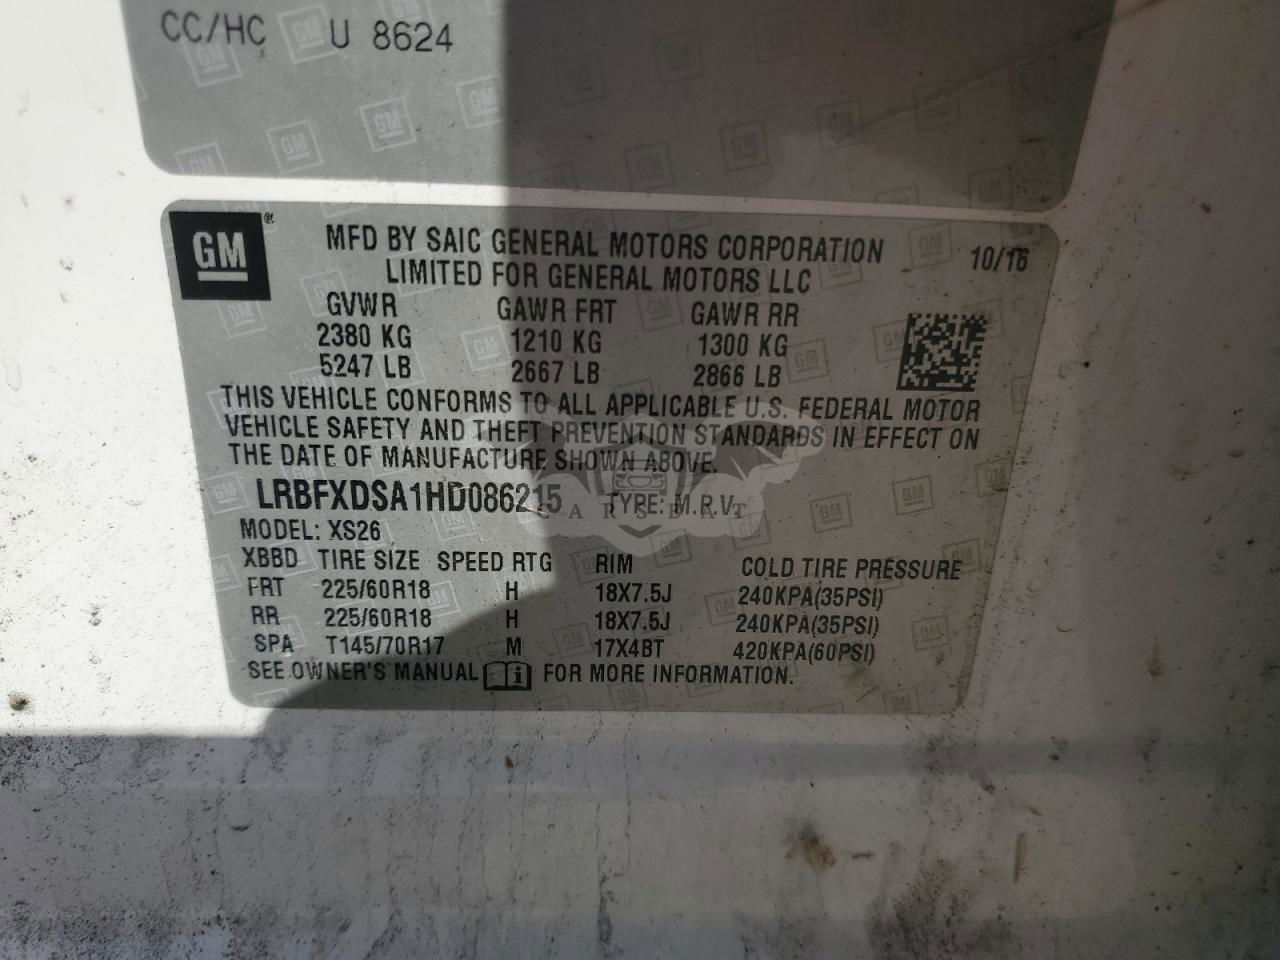 CC/HC U 8624
GM
MFD BY SAIC GENERAL MOTORS CORPORATION 10/16
LIMITED FOR GENERAL MOTORS LLC
GVWR GAWR FRT GAWR RR
2380 KG 1210 KG 1300 KG
5247 LB 2667 LB 2866 LB
THIS VEHICLE CONFORMS TO ALL APPLICABLE U.S. FEDERAL MOTOR
VEHICLE SAFETY AND THEFT PREVENTION STANDARDS IN EFFECT ON
THE DATE OF MANUFACTURE SHOWN ABOVE.
LRBFXDSA1HD086215 TYPE: M.P.V.
MODEL: XS26
XBBD TIRE SIZE SPEED RTG RIM COLD TIRE PRESSURE
FRT 225/60R18 H 18X7.5J 240KPA(35PSI)
RR 225/60R18 H 18X7.5J 240KPA(35PSI)
SPA T145/70R17 M 17X4BT 420KPA(60PSI)
SEE OWNER'S MANUAL FOR MORE INFORMATION.